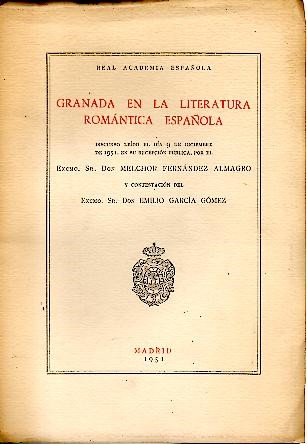 REAL ACADEMIA ESPAÑOLA
GRANADA EN LA LITERATURA
ROMÁNTICA ESPAÑOLA
DISCURSO LEÍDO EL DÍA 9 DE DICIEMBRE
DE 1951, EN SU RECEPCIÓN PÚBLICA, POR EL
EXCMO. SR. DON MELCHOR FERNÁNDEZ ALMAGRO
Y CONTESTACIÓN DEL
EXCMO. SR. DON EMILIO GARCÍA GÓMEZ
MADRID
1951